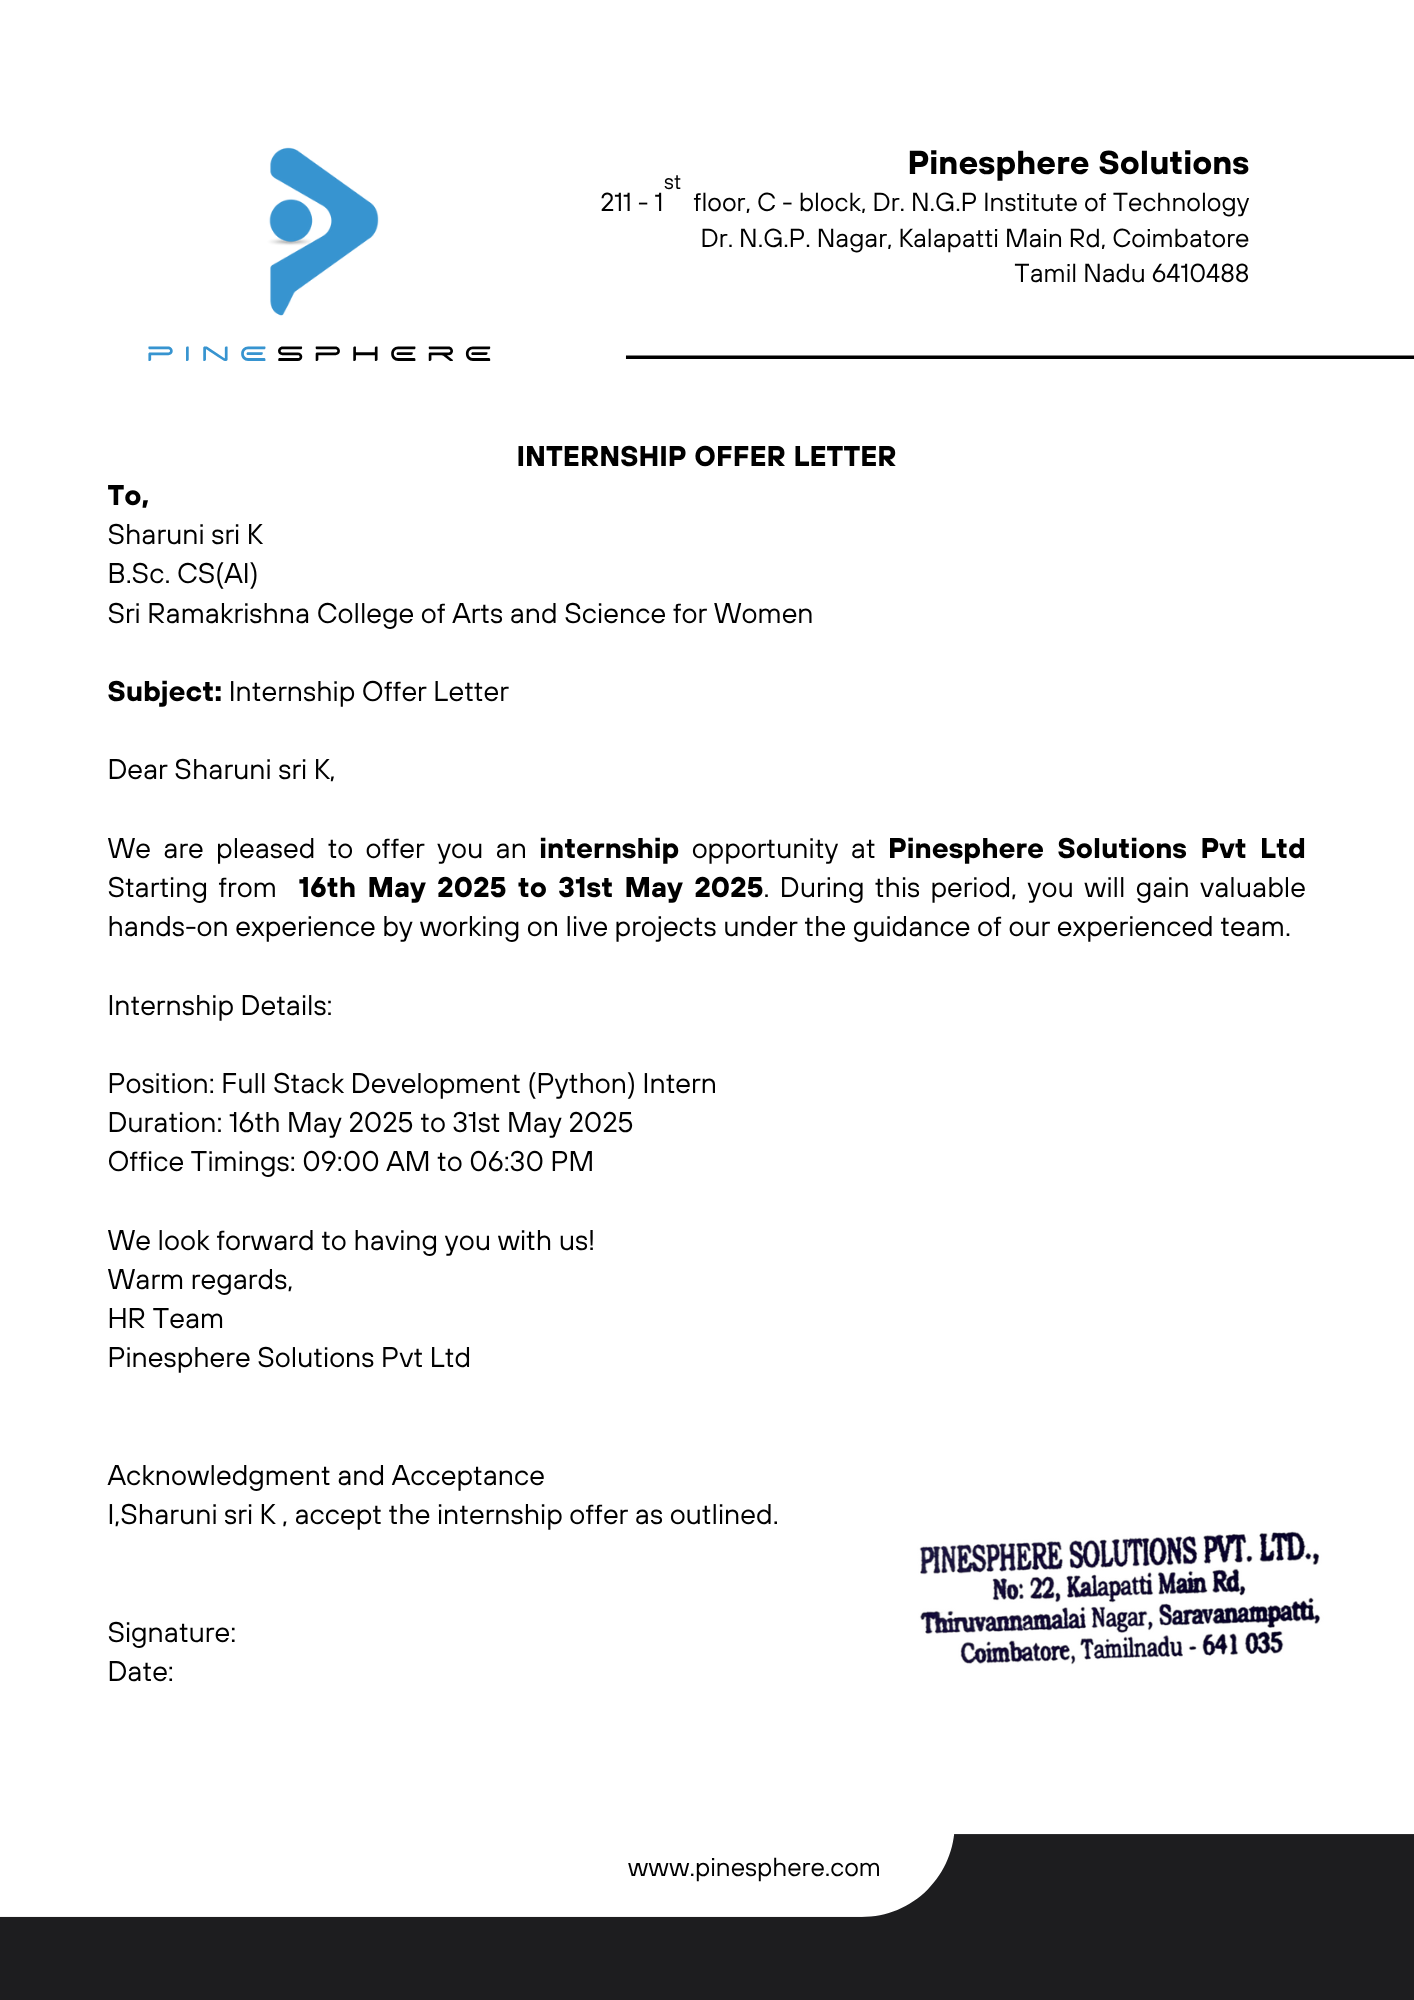 PINESPHERE
Pinesphere Solutions
211 - 1st floor, C - block, Dr. N.G.P Institute of Technology
Dr. N.G.P. Nagar, Kalapatti Main Rd, Coimbatore
Tamil Nadu 6410488
INTERNSHIP OFFER LETTER
To,
Sharuni sri K
B.Sc. CS(AI)
Sri Ramakrishna College of Arts and Science for Women
Subject: Internship Offer Letter
Dear Sharuni sri K,
We are pleased to offer you an internship opportunity at Pinesphere Solutions Pvt Ltd
Starting from 16th May 2025 to 31st May 2025. During this period, you will gain valuable
hands-on experience by working on live projects under the guidance of our experienced team.
Internship Details:
Position: Full Stack Development (Python) Intern
Duration: 16th May 2025 to 31st May 2025
Office Timings: 09:00 AM to 06:30 PM
We look forward to having you with us!
Warm regards,
HR Team
Pinesphere Solutions Pvt Ltd
Acknowledgment and Acceptance
I,Sharuni sri K , accept the internship offer as outlined.
PINESPHERE SOLUTIONS PVT. LTD.,
No: 22, Kalapatti Main Rd,
Thiruvannamalai Nagar, Saravanampatti,
Coimbatore, Tamilnadu - 641 035
Signature:
Date:
www.pinesphere.com